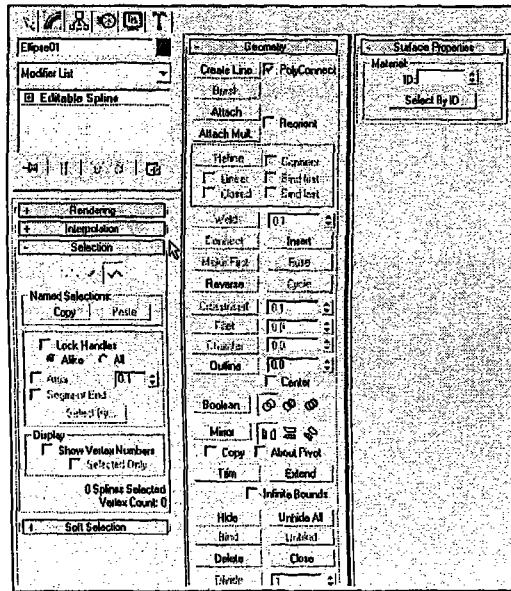 Ellipse01
Modifier List
Editable Spline
Rendering
Interpolation
Selection
Named Selections:
Copy Paste
Lock Handles
Alike All
Area 0.1
Segment End
Select By...
Display
Show Vertex Numbers
Selected Only
0 Splines Selected
Vertex Count: 0
Soft Selection
Geometry
Create Line PolyConnect
Break
Attach
Reorient
Attach Mult.
Refine Connect
Linear Bind first
Closed Bind last
Weld 0.1
Connect Insert
Make First Fuse
Reverse Cycle
CrossInsert 0.1
Fillet 0.0
Chamfer 0.0
Outline 0.0
Center
Boolean
Mirror
Copy About Pivot
Trim Extend
Infinite Bounds
Hide Unhide All
Bind Unbind
Delete Close
Divide 1
Surface Properties
Material
ID:
Select By ID